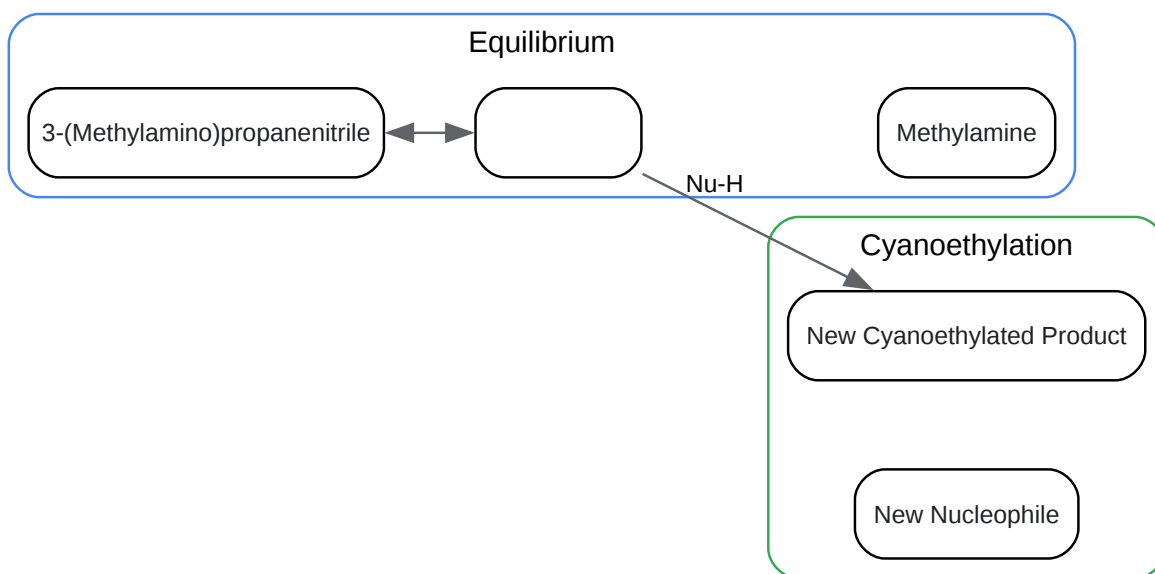 Equilibrium
3-(Methylamino)propanenitrile
Methylamine
Nu-H
Cyanoethylation
New Cyanoethylated Product
New Nucleophile